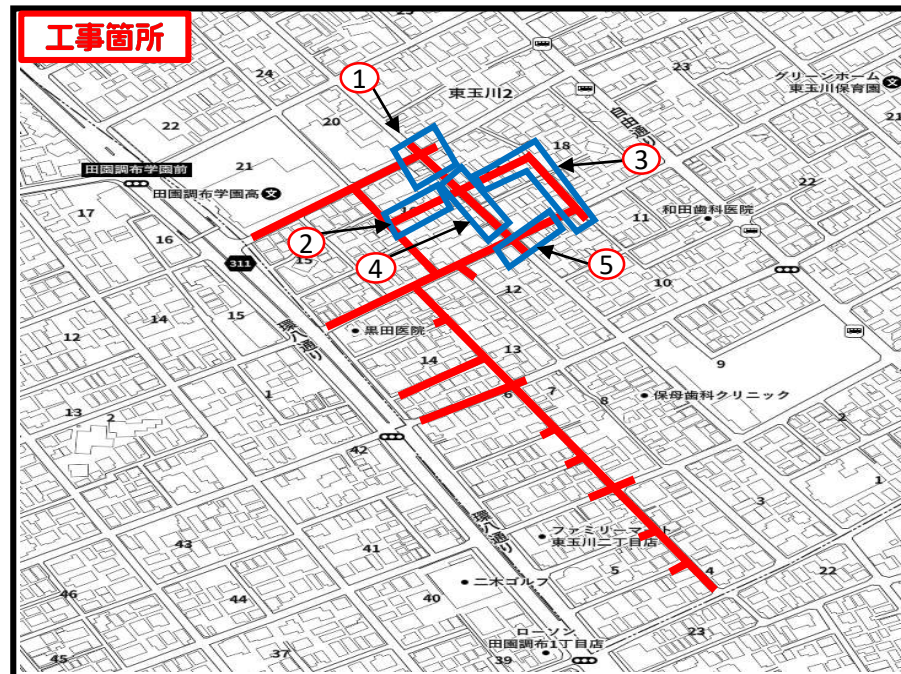 工事箇所
23
24
東玉川2
グリーンホーム
東玉川保育園
22
20
18
自由通り
21
①
③
田園調布学園前
21
田園調布学園高
17
16
311
②
④
⑤
15
11
和田歯科医院
22
10
12
15
14
12
黒田医院
環八通り
14
13
9
6
7
8
保母歯科クリニック
1
2
13
2
42
3
1
環八通り
ファミリーマート
東玉川二丁目店
43
41
二木ゴルフ
5
4
22
46
44
40
23
ローソン
田園調布1丁目店
45
37
39